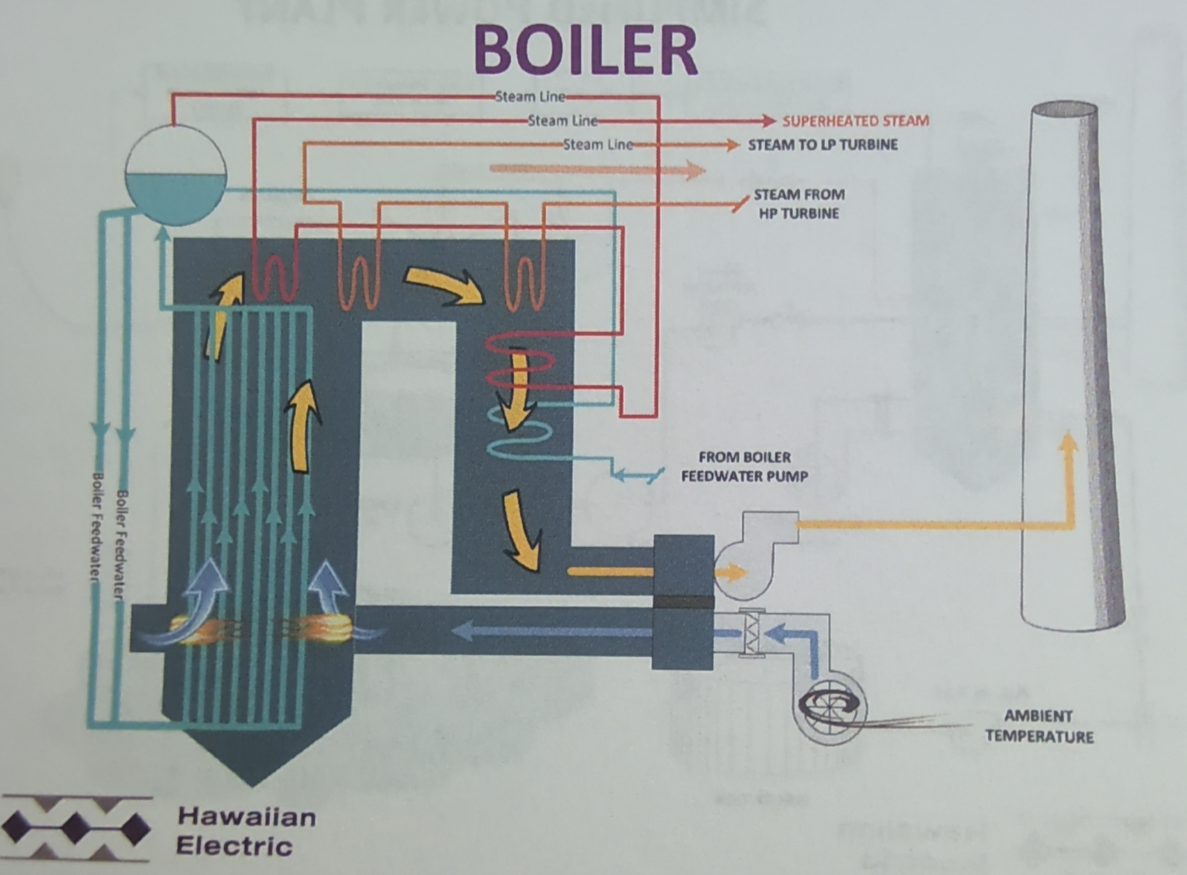 BOILER
Steam Line
Steam Line
SUPERHEATED STEAM
Steam Line
STEAM TO LP TURBINE
STEAM FROM
HP TURBINE
FROM BOILER
FEEDWATER PUMP
Boiler Feedwater
Boiler Feedwater
AMBIENT
TEMPERATURE
Hawaiian
Electric